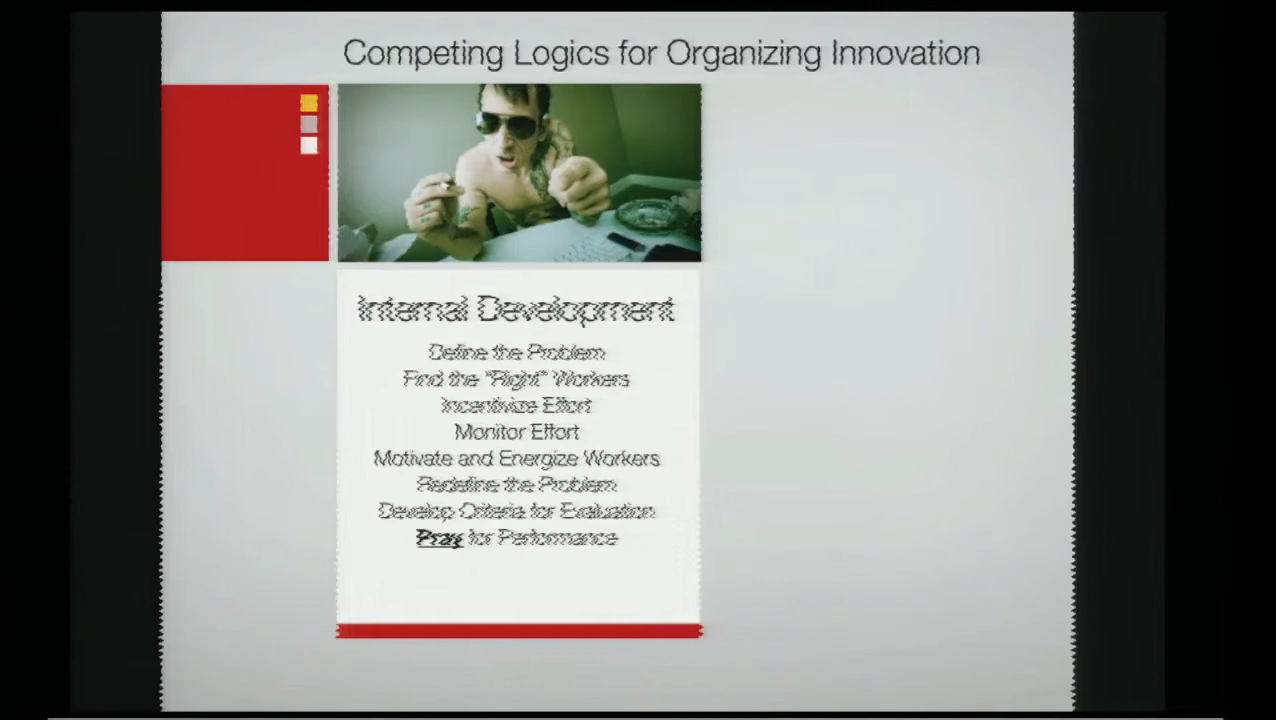 Competing Logics for Organizing Innovation
Internal Development
Define the Problem
Find the "Right" Workers
Incentivize Effort
Monitor Effort
Motivate and Energize Workers
Redefine the Problem
Develop Criteria for Evaluation
Pray for Performance